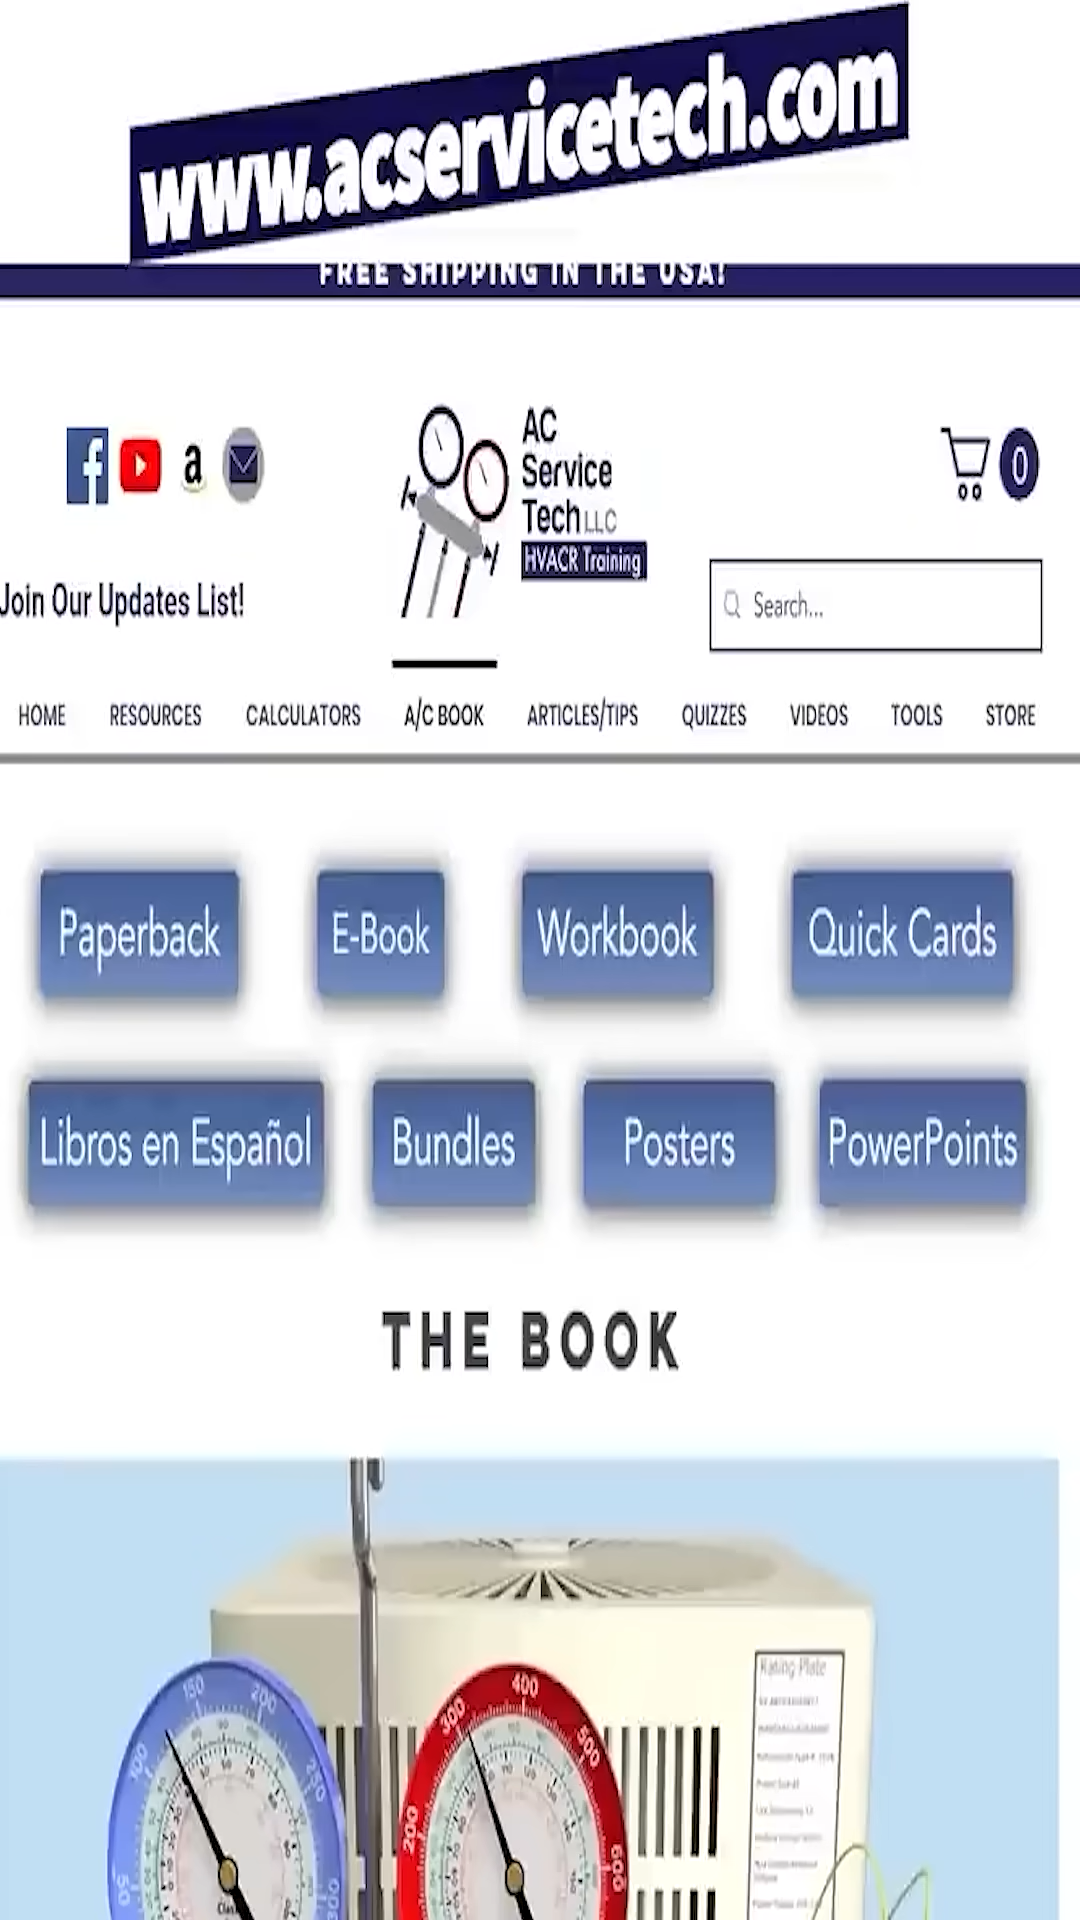 www.acservicetech.com
FREE SHIPPING IN THE USA!
AC
Service
Tech LLC
HVACR Training
0
Join Our Updates List!
Search...
HOME RESOURCES CALCULATORS A/C BOOK ARTICLES/TIPS QUIZZES VIDEOS TOOLS STORE
Paperback E-Book Workbook Quick Cards
Libros en Español Bundles Posters PowerPoints
THE BOOK
Rating Plate
50 100 150 200 250 300
200 300 400 500 600